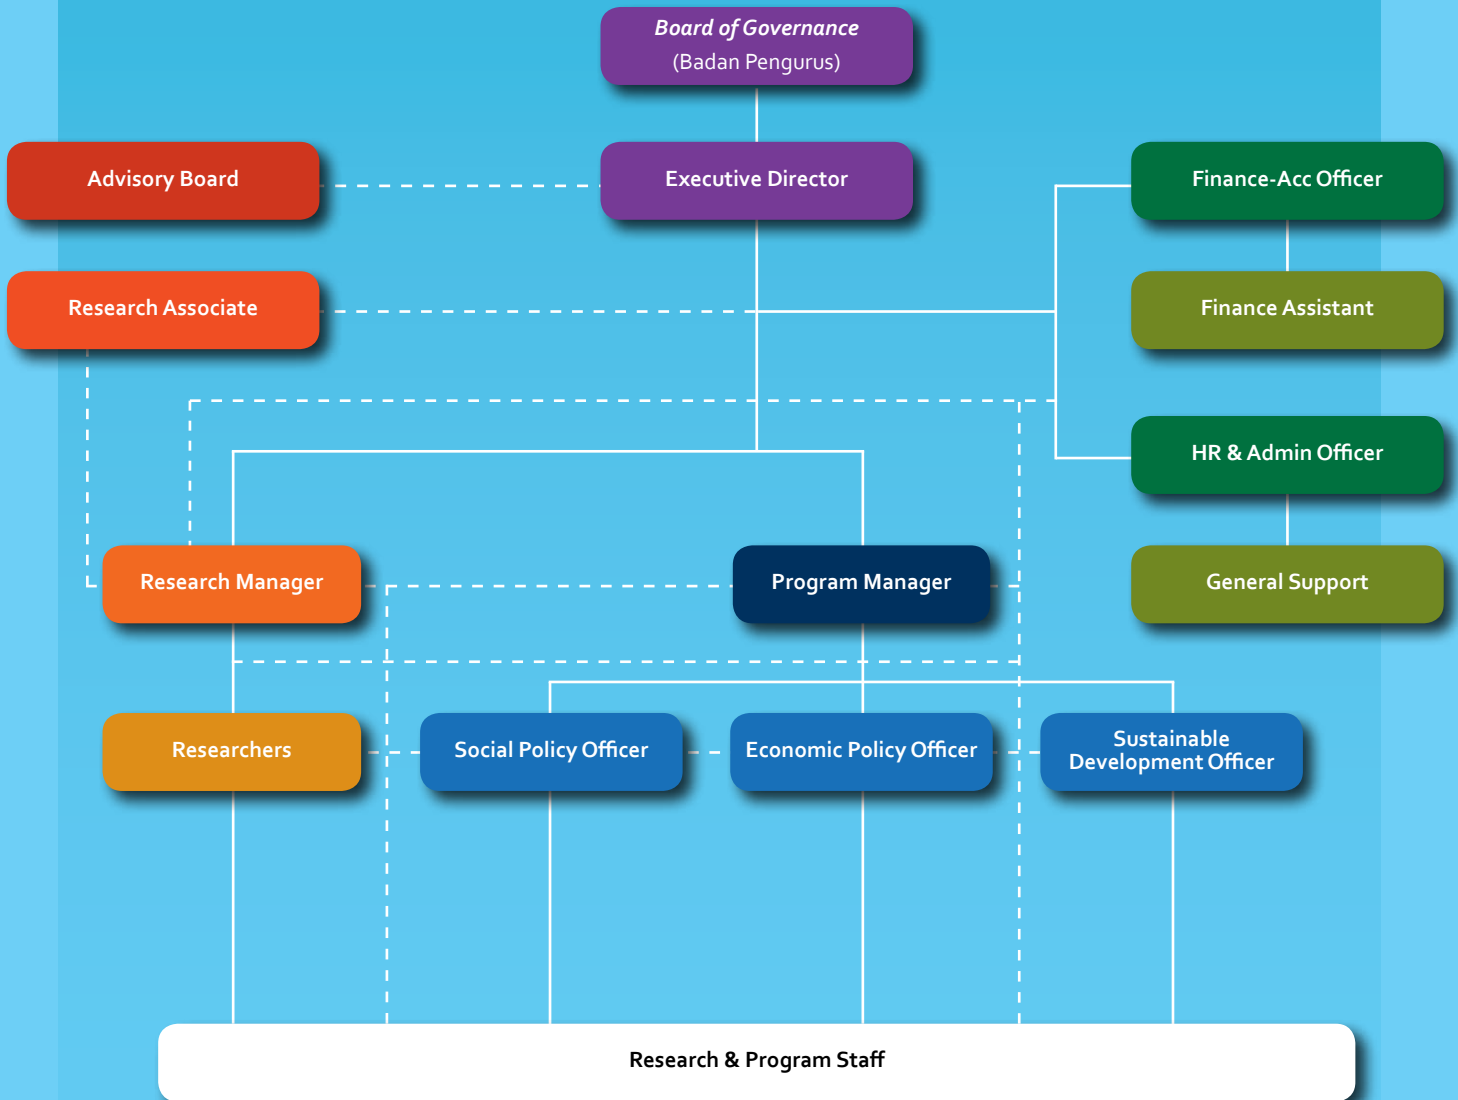 Board of Governance
(Badan Pengurus)
Advisory Board
Executive Director
Finance-Acc Officer
Research Associate
Finance Assistant
HR & Admin Officer
Research Manager
Program Manager
General Support
Researchers
Social Policy Officer
Economic Policy Officer
Sustainable
Development Officer
Research & Program Staff